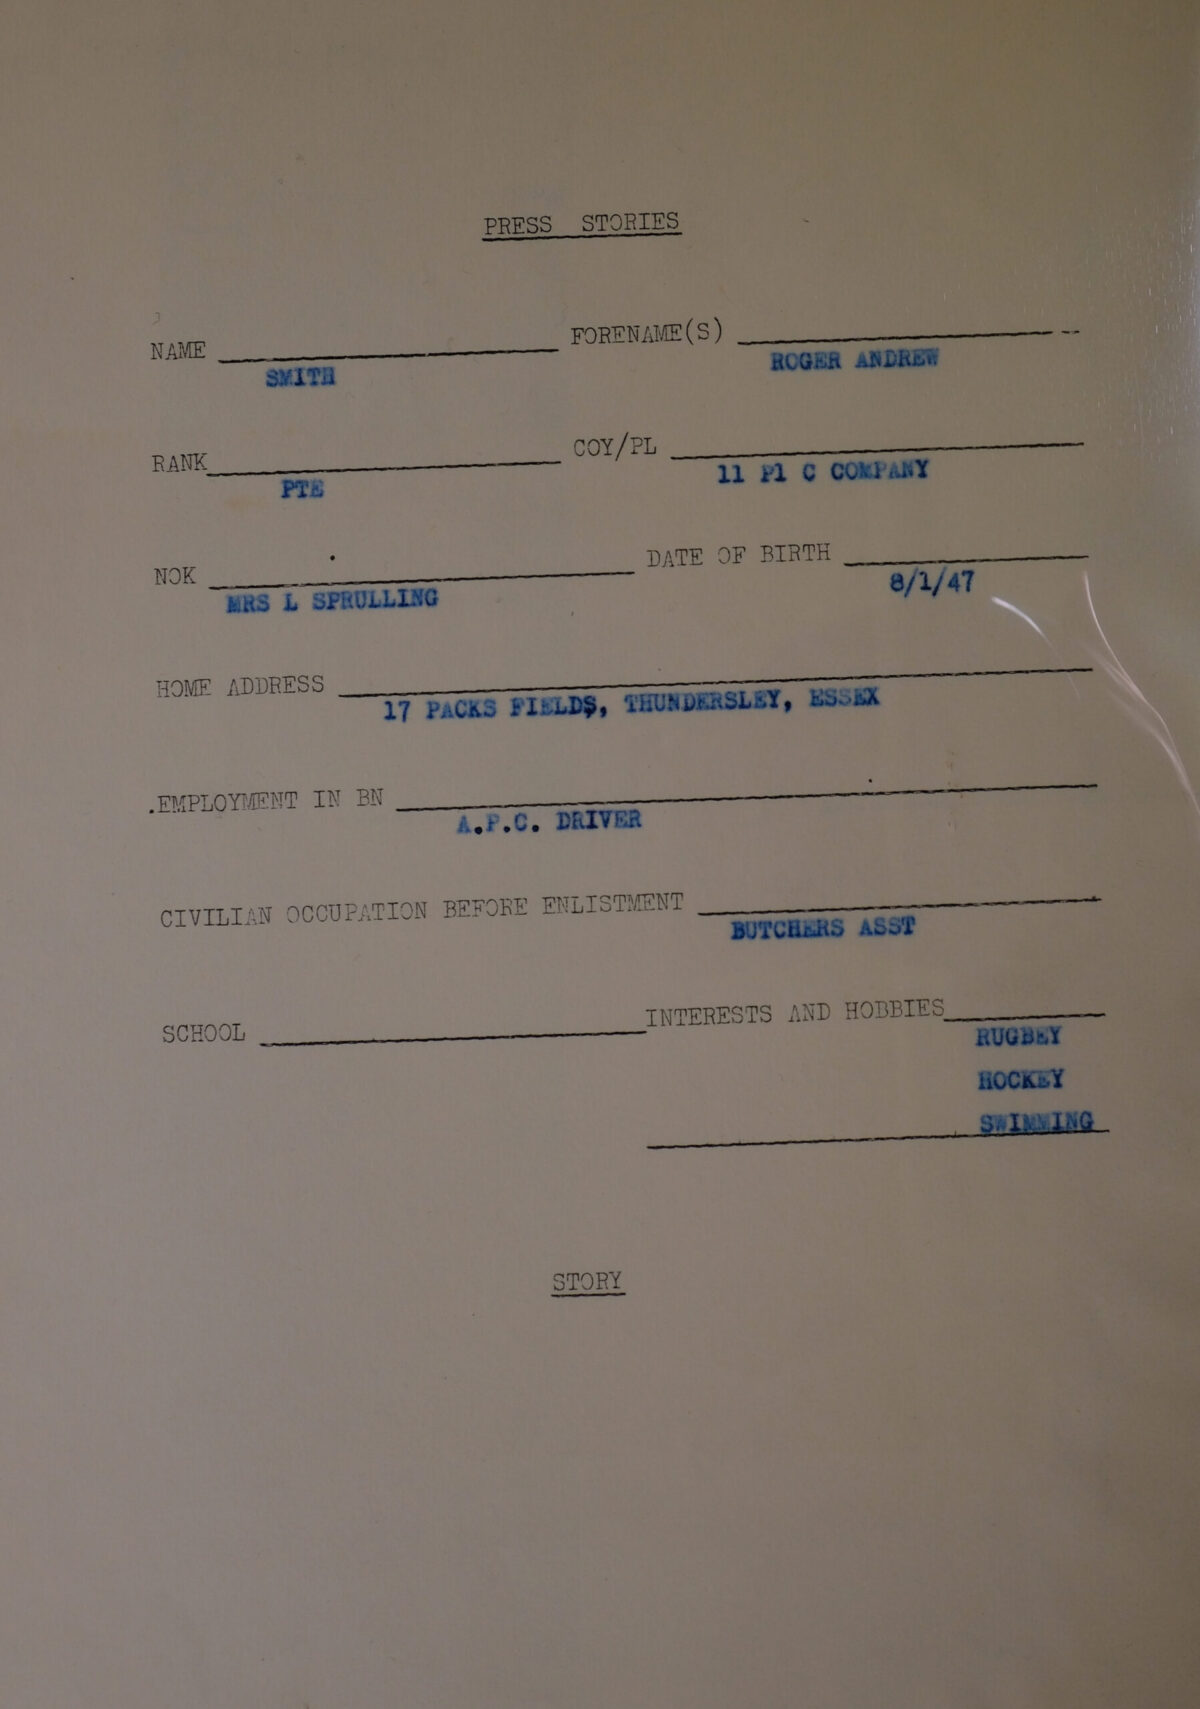 PRESS STORIES
NAME
FORENAME(S)
SMITH
ROGER ANDREW
RANK
COY/PL
PTE
11 Pl C COMPANY
NOK
DATE OF BIRTH
MRS L SPRULLING
8/1/47
HOME ADDRESS
17 PACKS FIELDS, THUNDERSLEY, ESSEX
.EMPLOYMENT IN BN
A.P.C. DRIVER
CIVILIAN OCCUPATION BEFORE ENLISTMENT
BUTCHERS ASST
SCHOOL
INTERESTS AND HOBBIES
RUGBEY
HOCKEY
SWIMMING
STORY